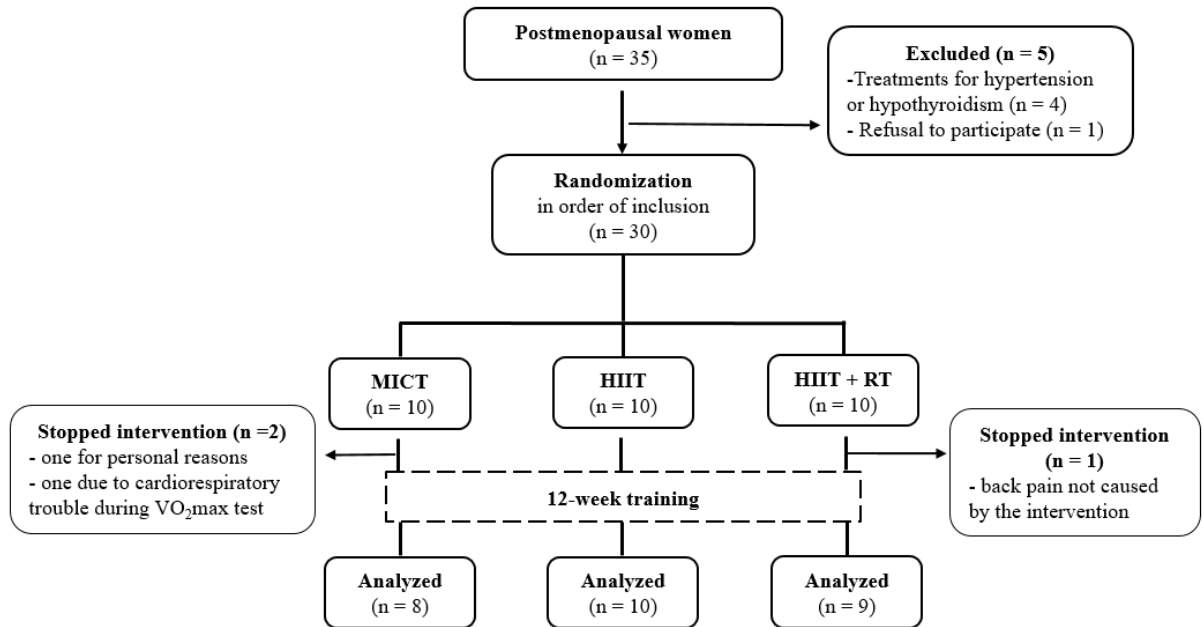 Postmenopausal women
(n = 35)
Excluded (n = 5)
-Treatments for hypertension
or hypothyroidism (n = 4)
- Refusal to participate (n = 1)
Randomization
in order of inclusion
(n = 30)
MICT
(n = 10)
HIIT
(n = 10)
HIIT + RT
(n = 10)
Stopped intervention (n =2)
- one for personal reasons
- one due to cardiorespiratory
trouble during VO₂max test
Stopped intervention
(n = 1)
- back pain not caused
by the intervention
12-week training
Analyzed
(n = 8)
Analyzed
(n = 10)
Analyzed
(n = 9)